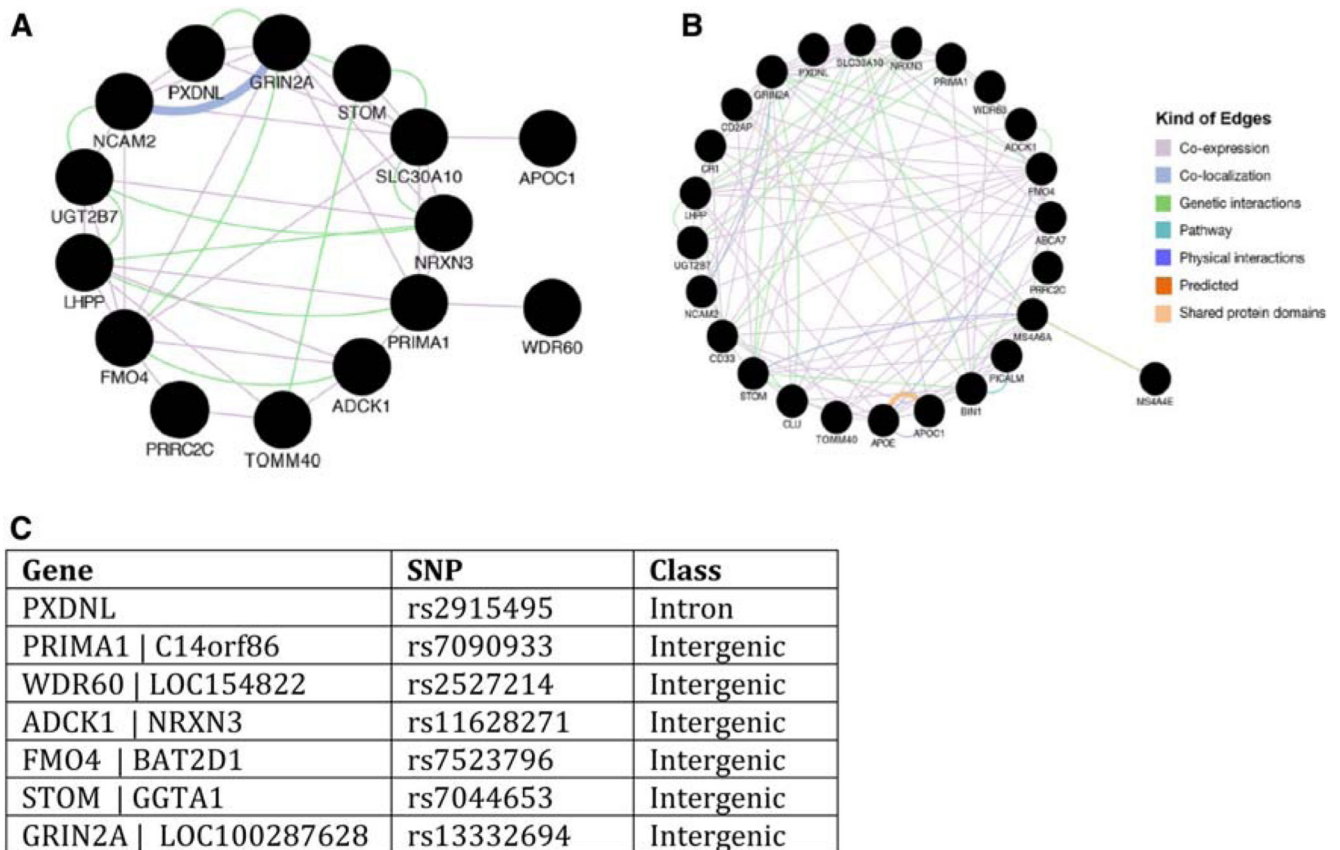 A
PXDNL
GRIN2A
STOM
NCAM2
SLC30A10
APOC1
UGT2B7
NRXN3
LHPP
PRIMA1
WDR60
FMO4
ADCK1
PRRC2C
TOMM40
B
SLC30A10
NRXN3
PXDNL
PRIMA1
GRIN2A
WDR60
CD2AP
ADCK1
CR1
FMO4
LHPP
ABCA7
UGT2B7
PRRC2C
NCAM2
MS4A6A
CD33
PICALM
STOM
BIN1
MS4A4E
CLU
TOMM40
APOE
APOC1
Kind of Edges
Co-expression
Co-localization
Genetic interactions
Pathway
Physical interactions
Predicted
Shared protein domains
C
Gene SNP Class
PXDNL rs2915495 Intron
PRIMA1 | C14orf86 rs7090933 Intergenic
WDR60 | LOC154822 rs2527214 Intergenic
ADCK1 | NRXN3 rs11628271 Intergenic
FMO4 | BAT2D1 rs7523796 Intergenic
STOM | GGTA1 rs7044653 Intergenic
GRIN2A | LOC100287628 rs13332694 Intergenic